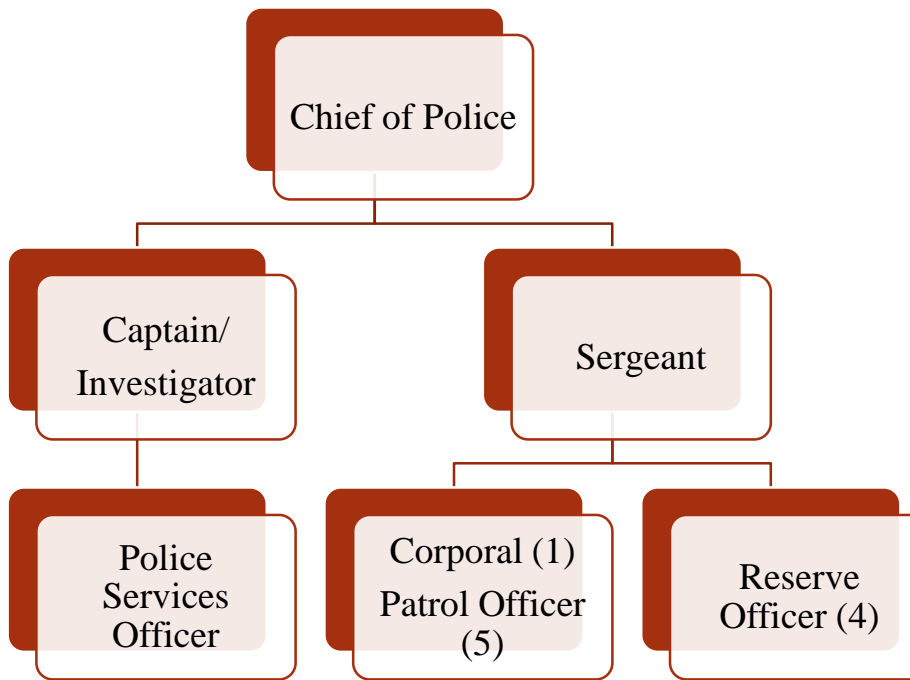 Chief of Police
Captain/
Investigator
Sergeant
Police
Services
Officer
Corporal (1)
Patrol Officer
(5)
Reserve
Officer (4)